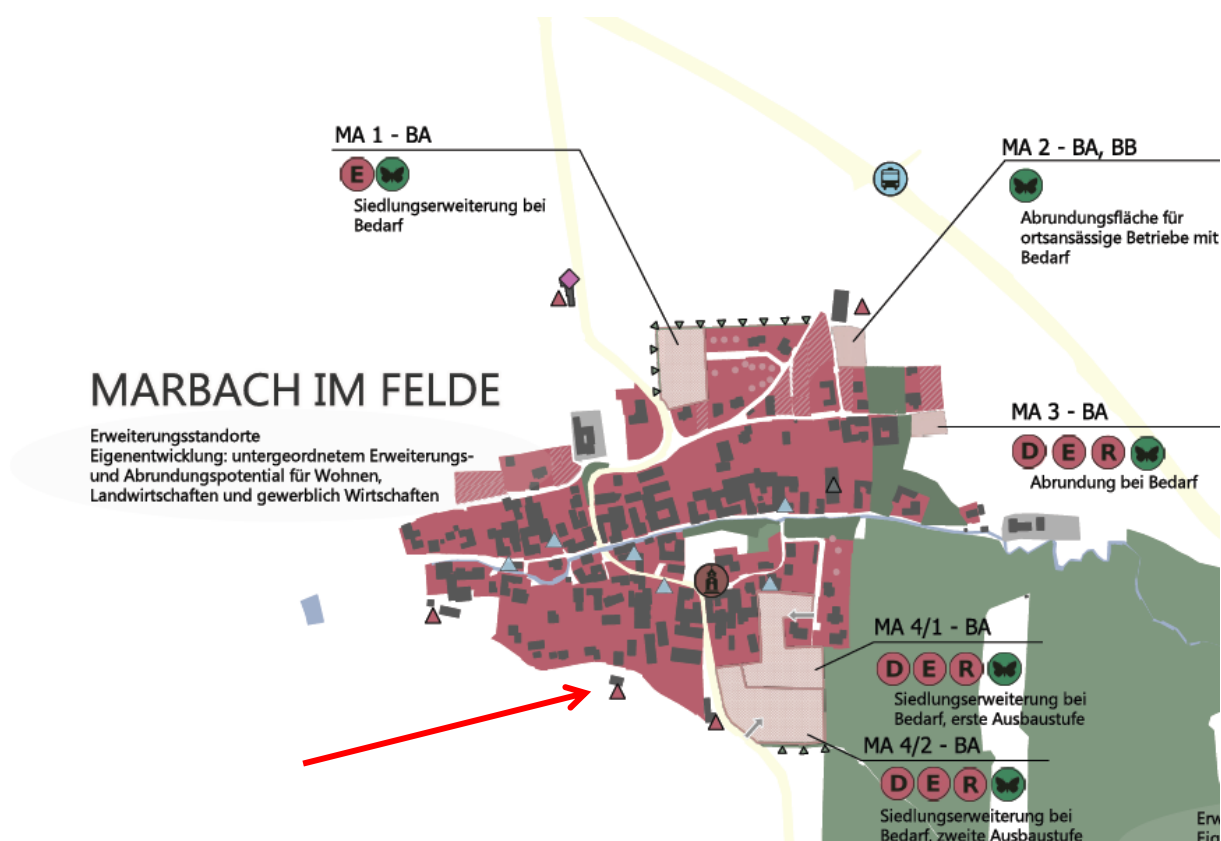 MA 1 - BA
E
Siedlungserweiterung bei
Bedarf
MA 2 - BA, BB
Abrundungsfläche für
ortsansässige Betriebe mit
Bedarf
MARBACH IM FELDE
Erweiterungsstandorte
Eigenentwicklung: untergeordnetem Erweiterungs-
und Abrundungspotential für Wohnen,
Landwirtschaften und gewerblich Wirtschaften
MA 3 - BA
D E R
Abrundung bei Bedarf
MA 4/1 - BA
D E R
Siedlungserweiterung bei
Bedarf, erste Ausbaustufe
MA 4/2 - BA
D E R
Siedlungserweiterung bei
Bedarf, zweite Ausbaustufe